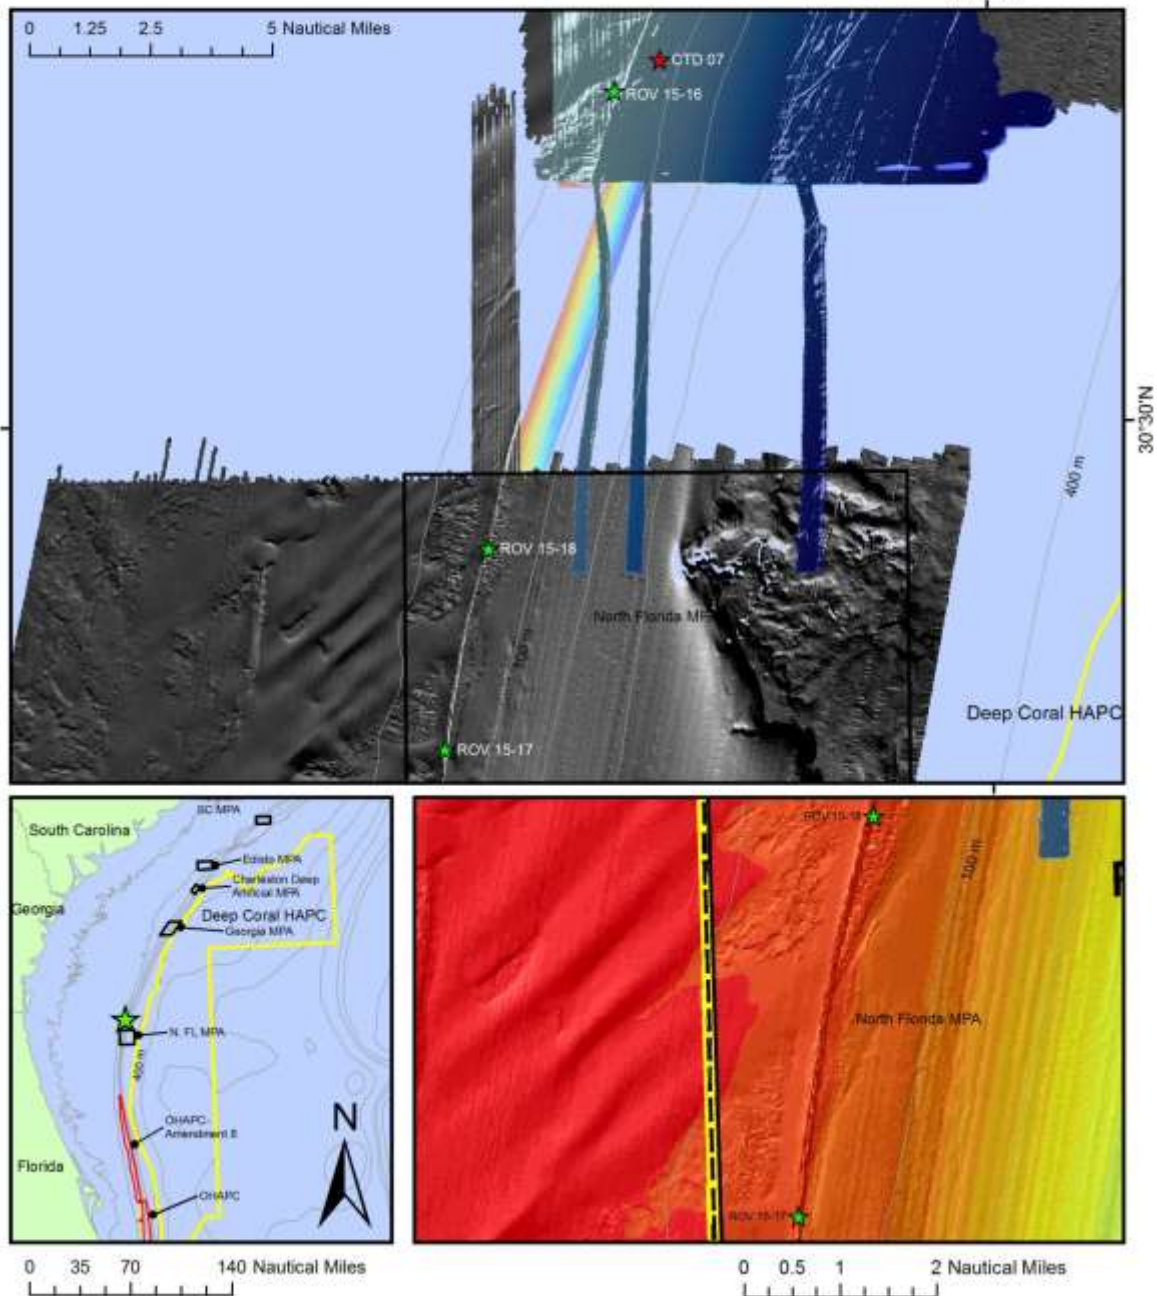 0 1.25 2.5 5 Nautical Miles
CTD 07
ROV 15-16
30°30'N
400 m
ROV 15-18
North Florida MP
700 m
Deep Coral HAPC
ROV 15-17
SC MPA
South Carolina
Edisto MPA
Charleston Deep
Artificial MPA
Georgia
Deep Coral HAPC
Georgia MPA
N. FL MPA
400 m
N
OHAPC-
Amendment 8
Florida
OHAPC
0 35 70 140 Nautical Miles
ROV 15-18
North Florida MPA
ROV 15-17
0 0.5 1 2 Nautical Miles